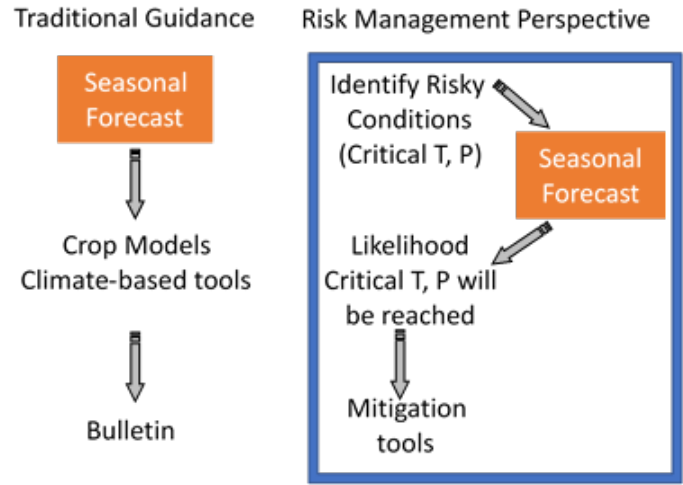 Traditional Guidance
Seasonal
Forecast
Crop Models
Climate-based tools
Bulletin
Risk Management Perspective
Identify Risky
Conditions
(Critical T, P)
Seasonal
Forecast
Likelihood
Critical T, P will
be reached
Mitigation
tools